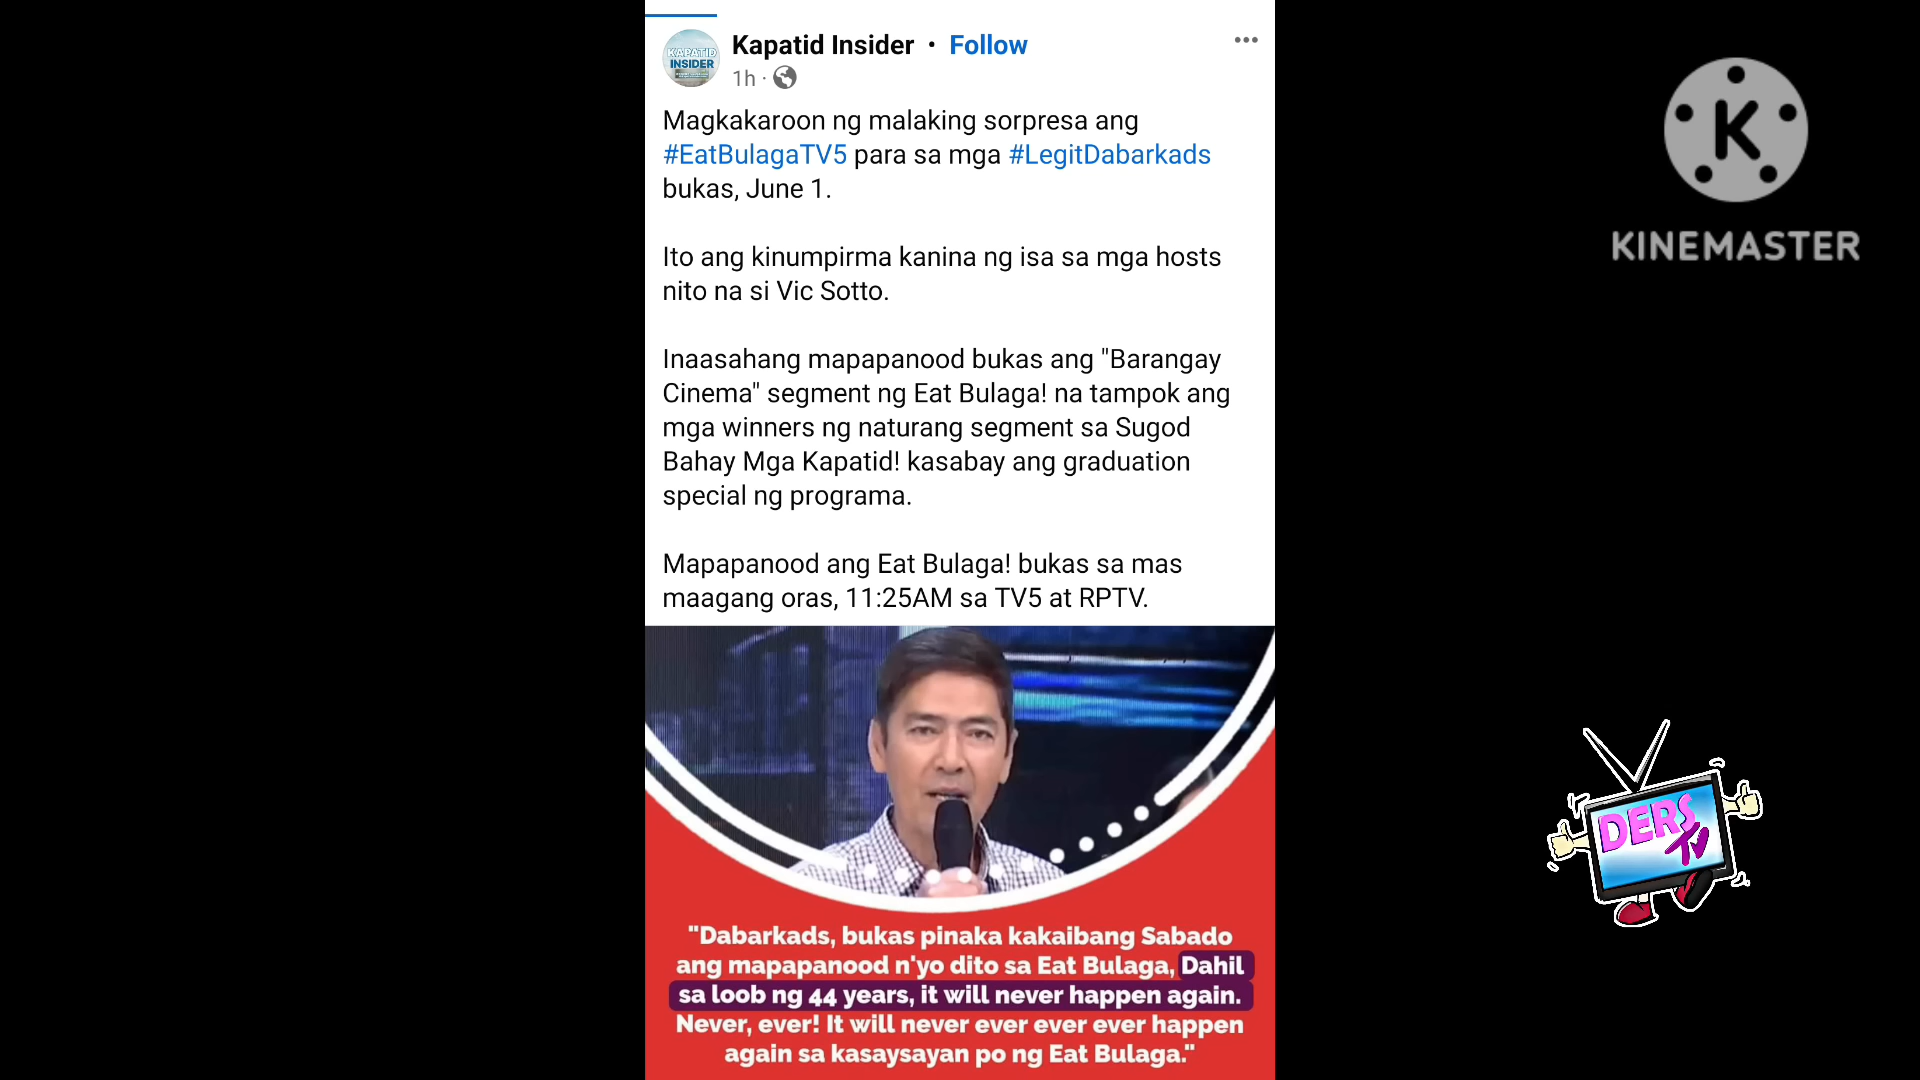 Kapatid Insider • Follow
1h ·
KAPATID
INSIDER
Magkakaroon ng malaking sorpresa ang
#EatBulagaTV5 para sa mga #LegitDabarkads
bukas, June 1.
Ito ang kinumpirma kanina ng isa sa mga hosts
nito na si Vic Sotto.
Inaasahang mapapanood bukas ang "Barangay
Cinema" segment ng Eat Bulaga! na tampok ang
mga winners ng naturang segment sa Sugod
Bahay Mga Kapatid! kasabay ang graduation
special ng programa.
Mapapanood ang Eat Bulaga! bukas sa mas
maagang oras, 11:25AM sa TV5 at RPTV.
"Dabarkads, bukas pinaka kakaibang Sabado
ang mapapanood n'yo dito sa Eat Bulaga, Dahil
sa loob ng 44 years, it will never happen again.
Never, ever! It will never ever ever ever happen
again sa kasaysayan po ng Eat Bulaga."
K
KINEMASTER
DERS
TV